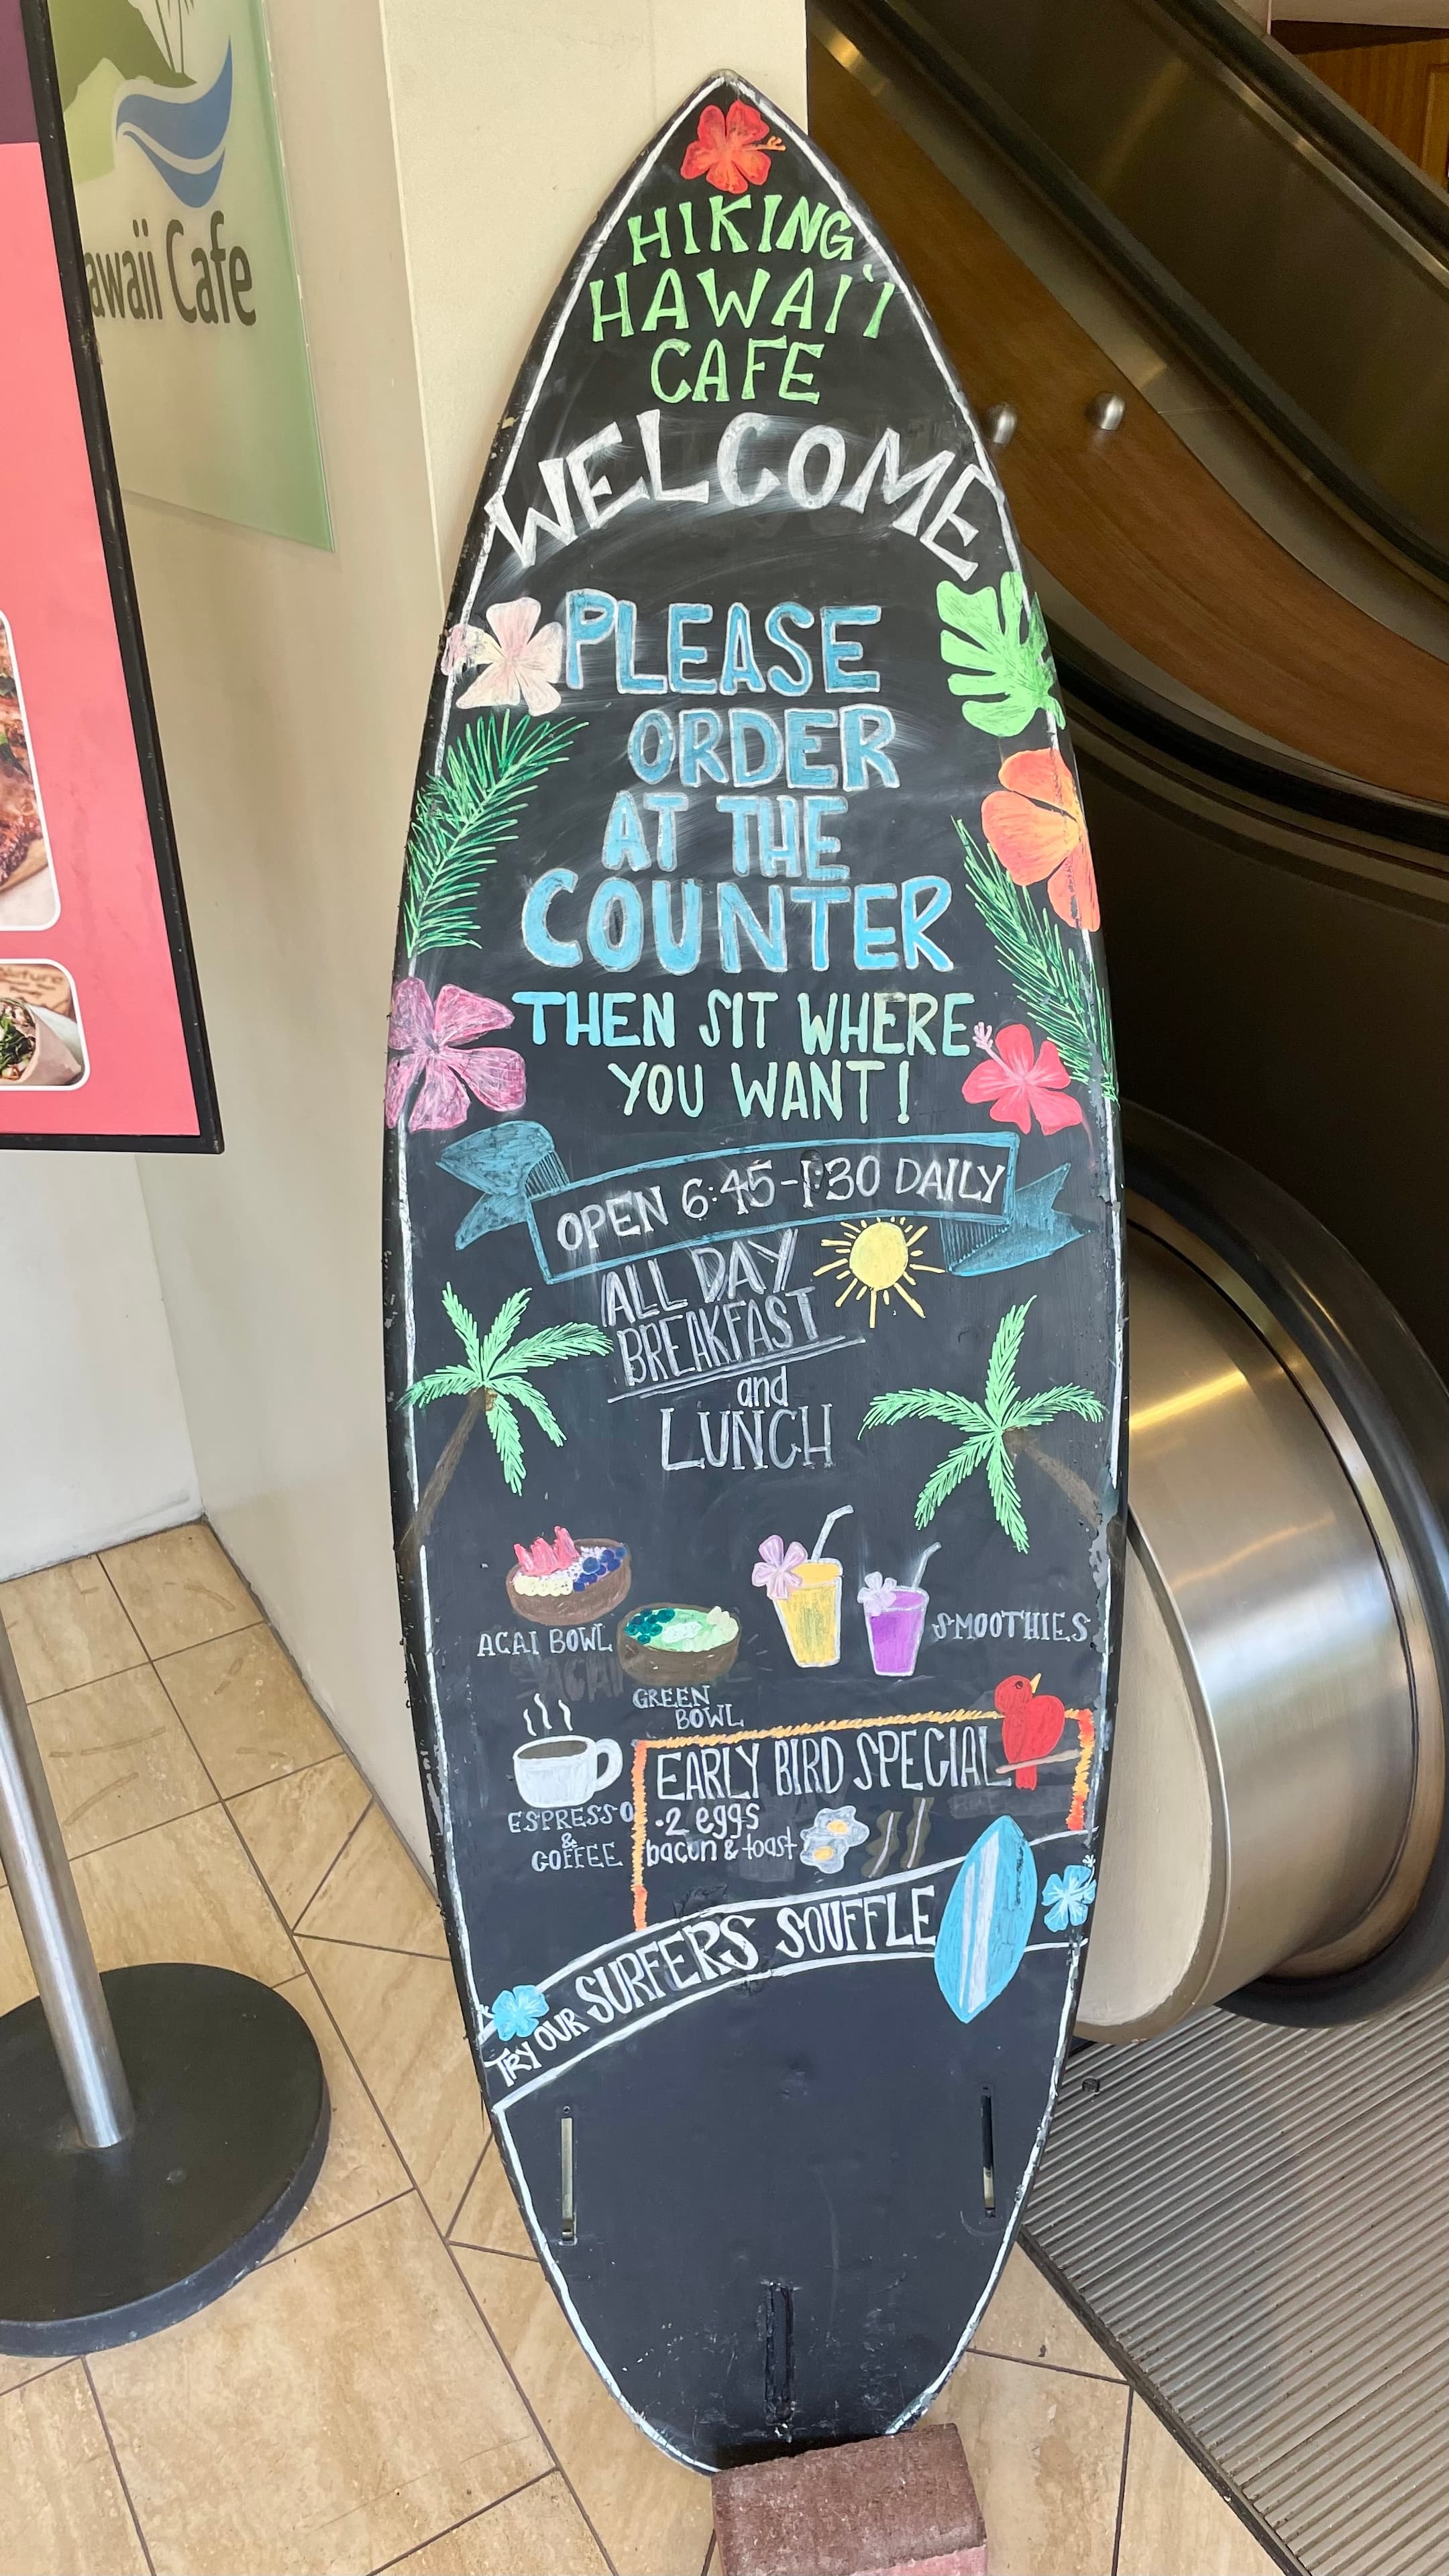 awaii Cafe
HIKING
HAWAI'I
CAFE
WELCOME
PLEASE
ORDER
AT THE
COUNTER
THEN SIT WHERE
YOU WANT!
OPEN 6:45-1:30 DAILY
ALL DAY
BREAKFAST
and
LUNCH
ACAI BOWL
SMOOTHIES
GREEN
BOWL
ESPRESSO
&
COFFEE
EARLY BIRD SPECIAL
·2 eggs
bacon & toast
TRY OUR SURFERS SOUFFLE